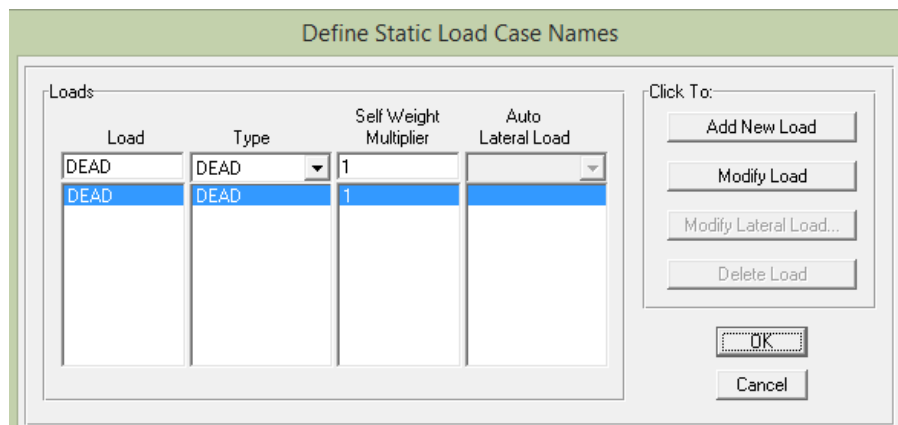 Define Static Load Case Names
Loads
Load Type Self Weight Multiplier Auto Lateral Load
DEAD DEAD 1
DEAD DEAD 1
Click To:
Add New Load
Modify Load
Modify Lateral Load...
Delete Load
OK
Cancel